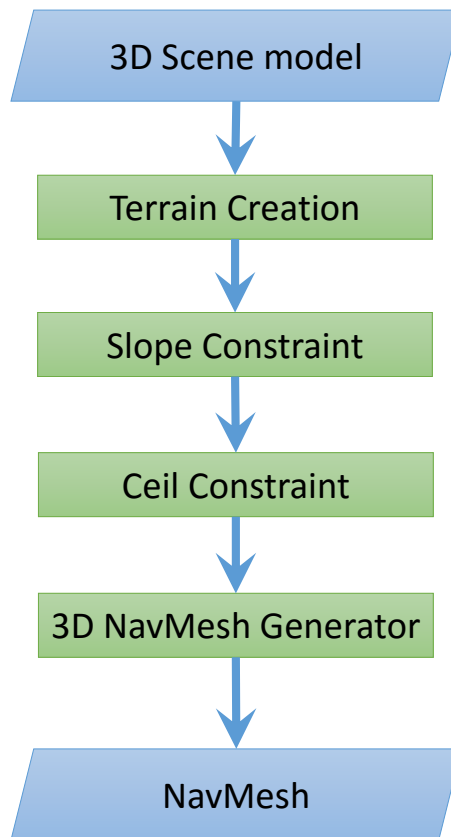 3D Scene model
Terrain Creation
Slope Constraint
Ceil Constraint
3D NavMesh Generator
NavMesh